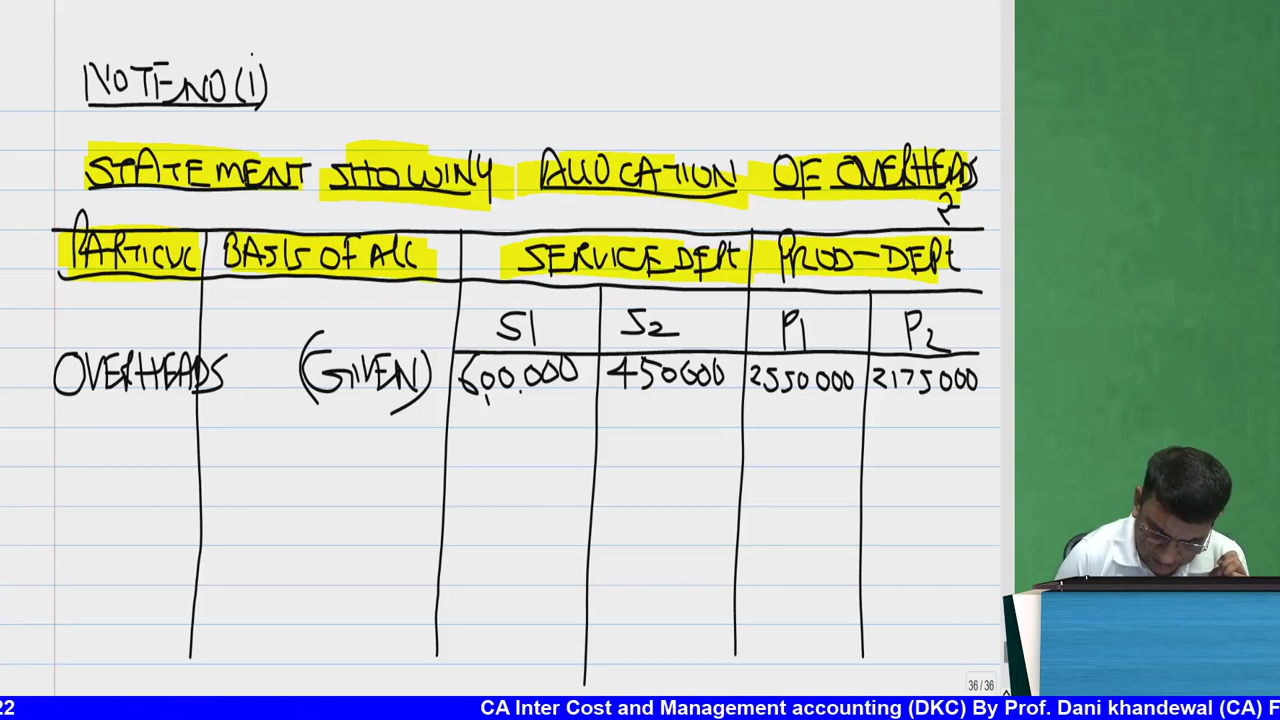 NOTE NO (i)
STATEMENT SHOWING ALLOCATION OF OVERHEADS
PARTICUL BASIS OF ALC SERVICE DEPT PROD-DEPT
S1 S2 P1 P2
OVERHEADS (GIVEN) 600,000 450000 2550000 2175000
36/36
22 CA Inter Cost and Management accounting (DKC) By Prof. Dani khandewal (CA) F